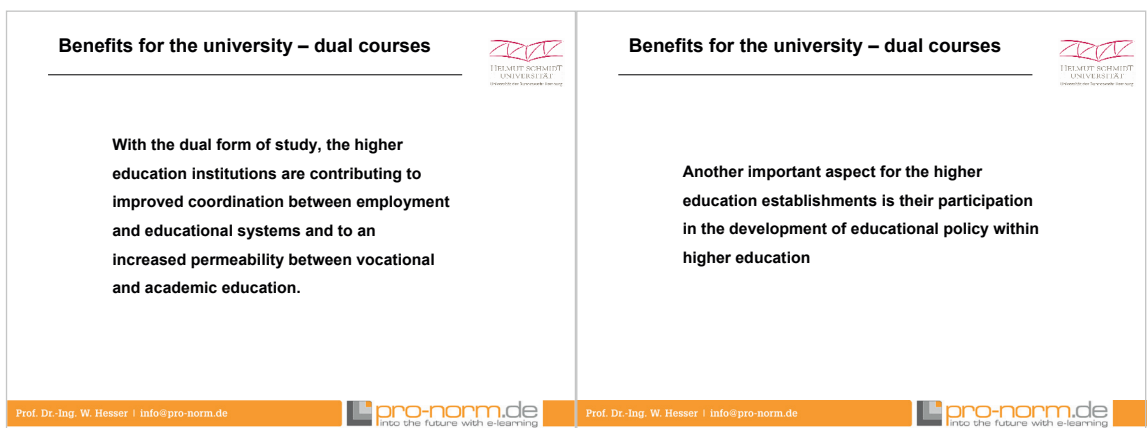 Benefits for the university – dual courses
HELMUT SCHMIDT
UNIVERSITÄT
With the dual form of study, the higher
education institutions are contributing to
improved coordination between employment
and educational systems and to an
increased permeability between vocational
and academic education.
Prof. Dr.-Ing. W. Hesser | info@pro-norm.de
pro-norm.de
into the future with e-learning
Benefits for the university – dual courses
HELMUT SCHMIDT
UNIVERSITÄT
Another important aspect for the higher
education establishments is their participation
in the development of educational policy within
higher education
Prof. Dr.-Ing. W. Hesser | info@pro-norm.de
pro-norm.de
into the future with e-learning